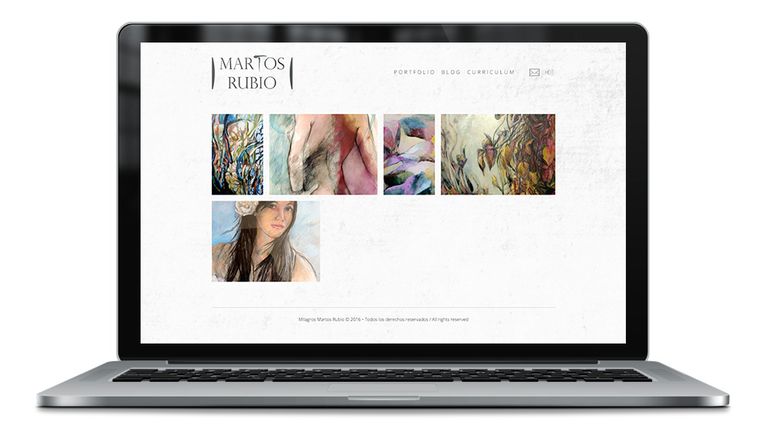 MARTOS
RUBIO
PORTFOLIO BLOG CURRICULUM
Milagros Martos Rubio © 2016 • Todos los derechos reservados / All rights reserved